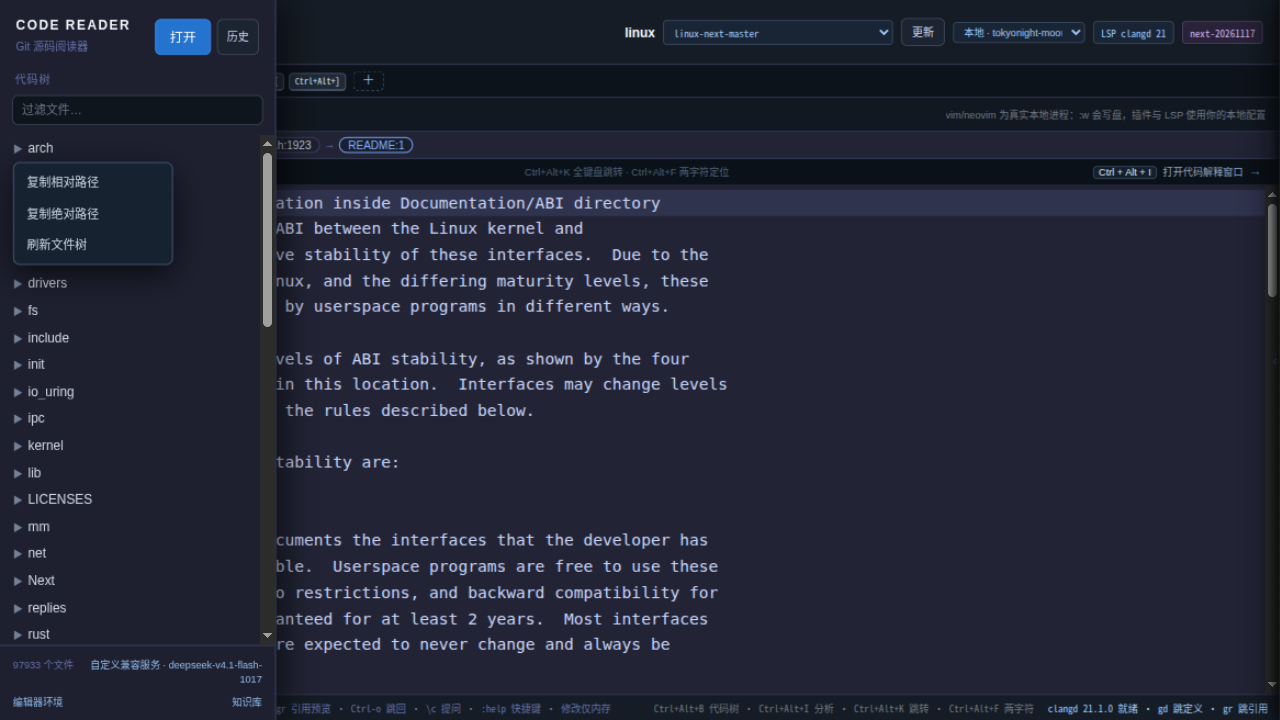 CODE READER
Git 源码阅读器
打开
历史
linux
linux-next-master
更新
本地 · tokyonight-moon
LSP clangd 21
next-20261117
代码树
Ctrl+Alt+]
+
过滤文件…
vim/neovim 为真实本地进程：:w 会写盘，插件与 LSP 使用你的本地配置
h:1923 → README:1
Ctrl+Alt+K 全键盘跳转 · Ctrl+Alt+F 两字符定位
Ctrl + Alt + I 打开代码解释窗口 →
arch
复制相对路径
复制绝对路径
刷新文件树
drivers
fs
include
init
io_uring
ipc
kernel
lib
LICENSES
mm
net
Next
replies
rust
ation inside Documentation/ABI directory
ABI between the Linux kernel and
ve stability of these interfaces.  Due to the
nux, and the differing maturity levels, these
by userspace programs in different ways.
vels of ABI stability, as shown by the four
in this location.  Interfaces may change levels
the rules described below.
tability are:
cuments the interfaces that the developer has
ble.  Userspace programs are free to use these
o restrictions, and backward compatibility for
anteed for at least 2 years.  Most interfaces
re expected to never change and always be
97933 个文件
自定义兼容服务 · deepseek-v4.1-flash-
1017
编辑器环境
知识库
gr 引用预览 · Ctrl-o 跳回 · \c 提问 · :help 快捷键 · 修改仅内存
Ctrl+Alt+B 代码树 · Ctrl+Alt+I 分析 · Ctrl+Alt+K 跳转 · Ctrl+Alt+F 两字符
clangd 21.1.0 就绪 · gd 跳定义 · gr 跳引用